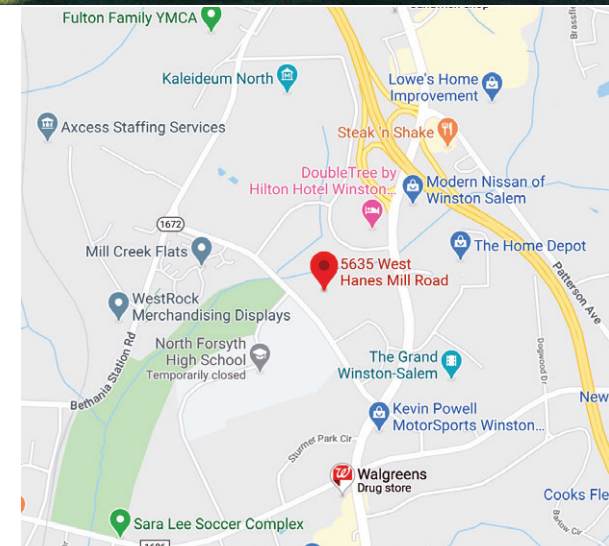 Fulton Family YMCA
Kaleideum North
Lowe's Home
Improvement
Axcess Staffing Services
Steak 'n Shake
DoubleTree by
Hilton Hotel Winston...
Modern Nissan of
Winston Salem
1672
Mill Creek Flats
The Home Depot
5635 West
Hanes Mill Road
Patterson Ave
WestRock
Merchandising Displays
North Forsyth
High School
Temporarily closed
Bethania Station Rd
The Grand
Winston-Salem
Dogwood Dr
New
Kevin Powell
MotorSports Winston...
Sturmer Park Cir
Walgreens
Drug store
Cooks Fle
Barlow Cir
Sara Lee Soccer Complex